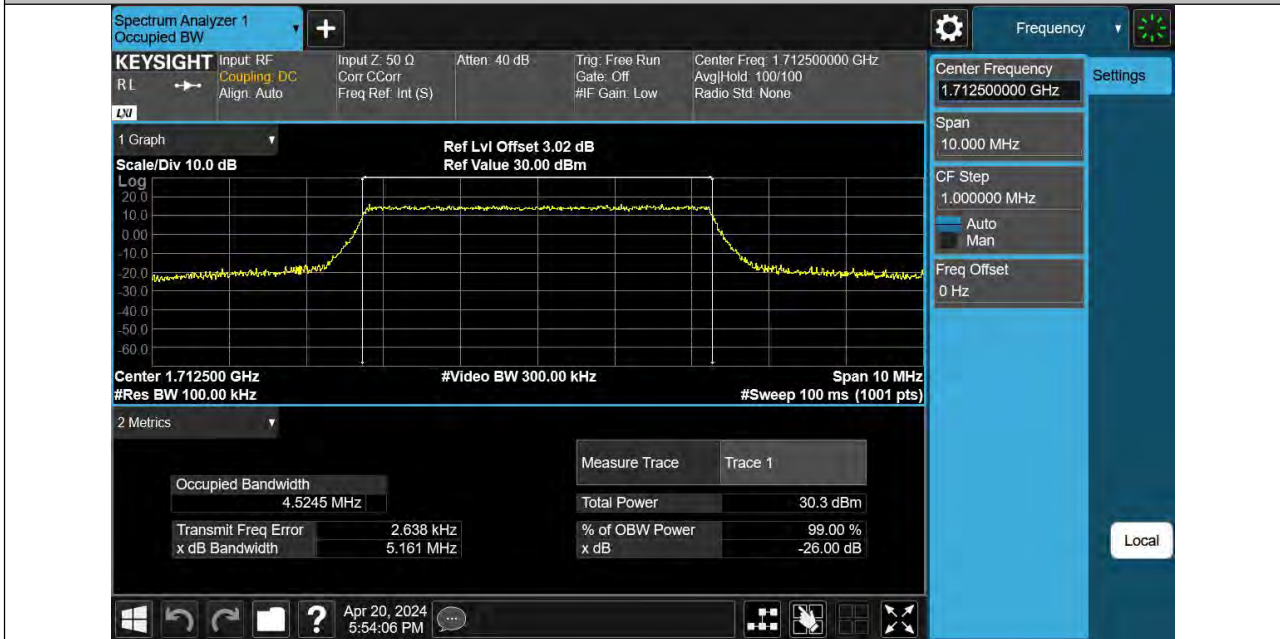 Spectrum Analyzer 1
Occupied BW
+
Frequency
KEYSIGHT
RL
LXI
Input: RF
Coupling: DC
Align: Auto
Input Z: 50 Ω
Corr CCorr
Freq Ref: Int (S)
Atten: 40 dB
Trig: Free Run
Gate: Off
#IF Gain: Low
Center Freq: 1.712500000 GHz
Avg|Hold: 100/100
Radio Std: None
Center Frequency
1.712500000 GHz
Settings
Span
10.000 MHz
CF Step
1.000000 MHz
Auto
Man
Freq Offset
0 Hz
1 Graph
Scale/Div 10.0 dB
Ref Lvl Offset 3.02 dB
Ref Value 30.00 dBm
Log
20.0
10.0
0.00
-10.0
-20.0
-30.0
-40.0
-50.0
-60.0
Center 1.712500 GHz
#Video BW 300.00 kHz
Span 10 MHz
#Res BW 100.00 kHz
#Sweep 100 ms (1001 pts)
2 Metrics
Measure Trace Trace 1
Occupied Bandwidth
4.5245 MHz
Total Power 30.3 dBm
Transmit Freq Error 2.638 kHz
% of OBW Power 99.00 %
x dB Bandwidth 5.161 MHz
x dB -26.00 dB
Local
?
Apr 20, 2024
5:54:06 PM